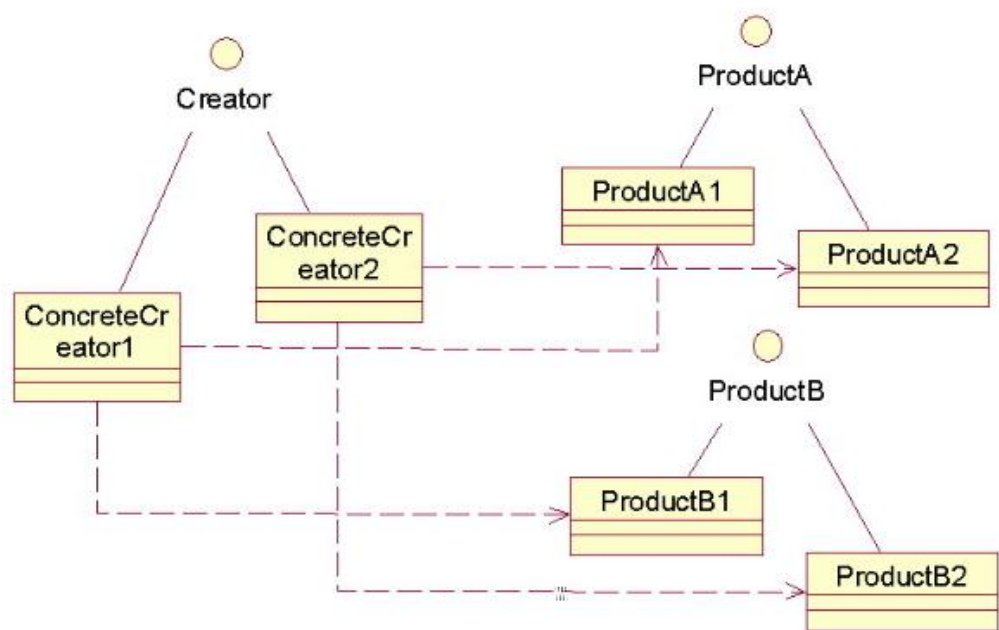 Creator
ProductA
ProductA1
ConcreteCr
eator2
ProductA2
ConcreteCr
eator1
ProductB
ProductB1
ProductB2